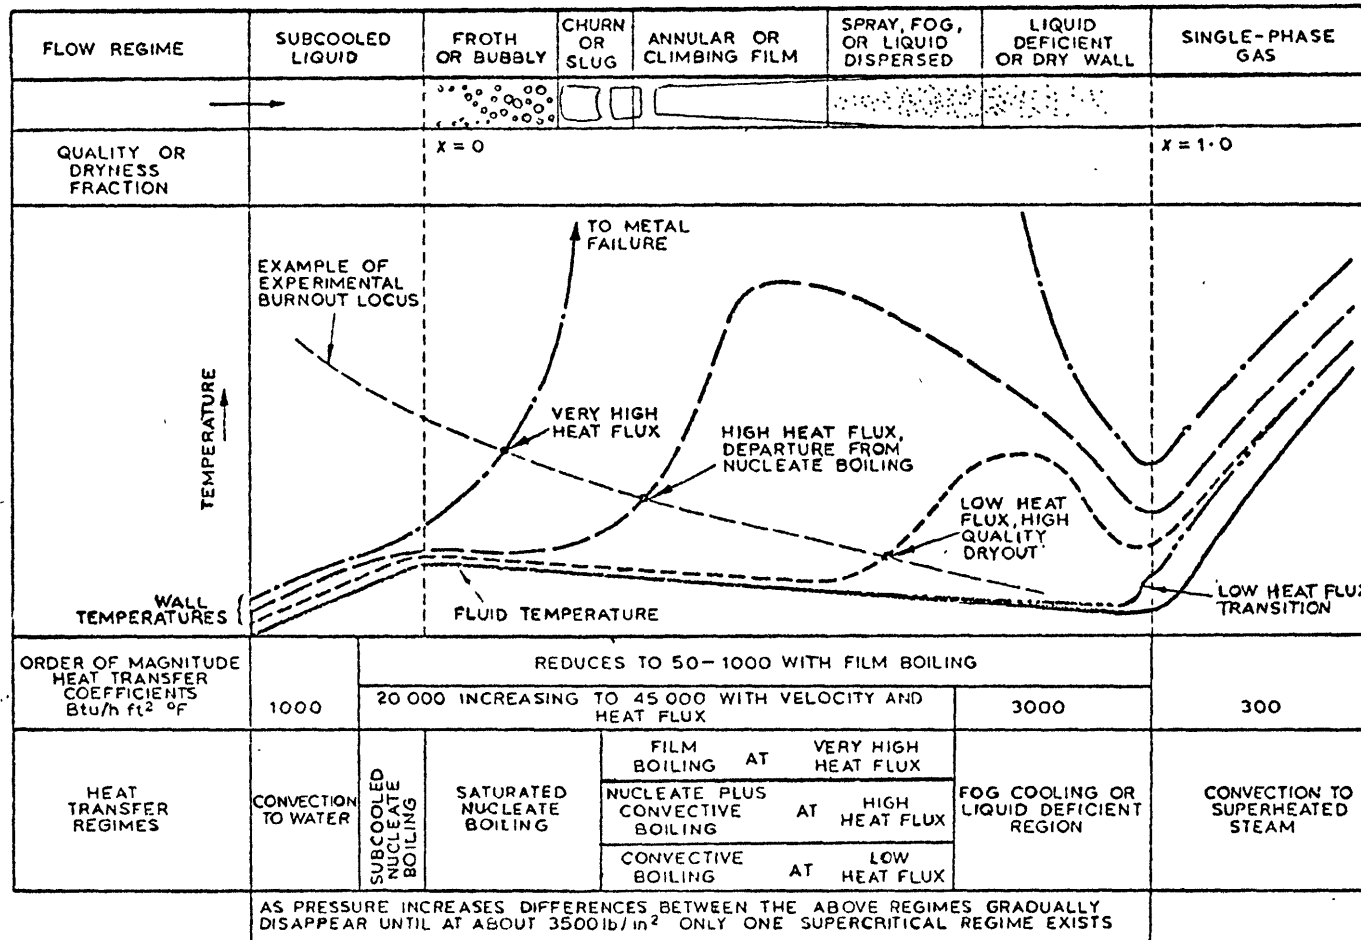 FLOW REGIME
SUBCOOLED
LIQUID
FROTH
OR BUBBLY
CHURN
OR
SLUG
ANNULAR OR
CLIMBING FILM
SPRAY, FOG,
OR LIQUID
DISPERSED
LIQUID
DEFICIENT
OR DRY WALL
SINGLE-PHASE
GAS
QUALITY OR
DRYNESS
FRACTION
x = 0
x = 1·0
TO METAL
FAILURE
EXAMPLE OF
EXPERIMENTAL
BURNOUT LOCUS
TEMPERATURE
VERY HIGH
HEAT FLUX
HIGH HEAT FLUX,
DEPARTURE FROM
NUCLEATE BOILING
LOW HEAT
FLUX, HIGH
QUALITY
DRYOUT
WALL
TEMPERATURES
FLUID TEMPERATURE
LOW HEAT FLUX
TRANSITION
ORDER OF MAGNITUDE
HEAT TRANSFER
COEFFICIENTS
Btu/h ft² °F
1000
REDUCES TO 50-1000 WITH FILM BOILING
20 000 INCREASING TO 45 000 WITH VELOCITY AND
HEAT FLUX
3000
300
HEAT
TRANSFER
REGIMES
CONVECTION
TO WATER
SUBCOOLED
NUCLEATE
BOILING
SATURATED
NUCLEATE
BOILING
FILM
BOILING AT VERY HIGH
HEAT FLUX
NUCLEATE PLUS
CONVECTIVE
BOILING AT HIGH
HEAT FLUX
CONVECTIVE
BOILING AT LOW
HEAT FLUX
FOG COOLING OR
LIQUID DEFICIENT
REGION
CONVECTION TO
SUPERHEATED
STEAM
AS PRESSURE INCREASES DIFFERENCES BETWEEN THE ABOVE REGIMES GRADUALLY
DISAPPEAR UNTIL AT ABOUT 3500 lb/in² ONLY ONE SUPERCRITICAL REGIME EXISTS